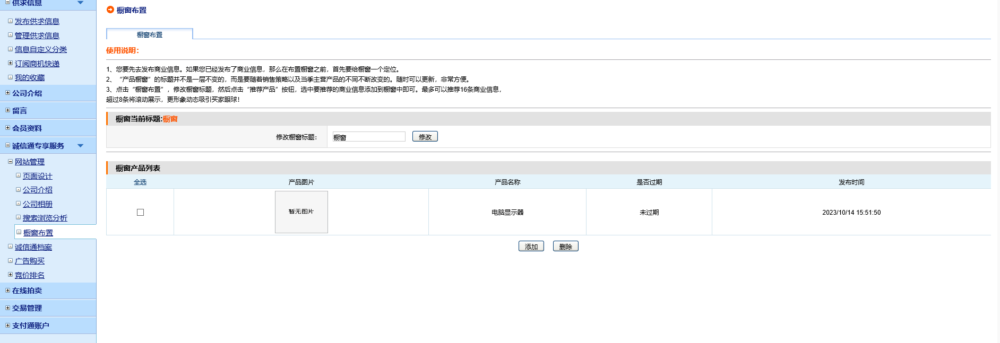 供求信息
发布供求信息
管理供求信息
信息自定义分类
订阅商机快递
我的收藏
公司介绍
留言
会员资料
诚信通专享服务
网站管理
页面设计
公司介绍
公司相册
搜索浏览分析
橱窗布置
诚信通档案
广告购买
竞价排名
在线拍卖
交易管理
支付通账户
橱窗布置
橱窗布置
使用说明：
1、您要先去发布商业信息。如果您已经发布了商业信息，那么在布置橱窗之前，首先要给橱窗一个定位。
2、“产品橱窗”的标题并不是一层不变的，而是要随着销售策略以及当季主营产品的不同不断改变的。随时可以更新，非常方便。
3、点击“橱窗布置”，修改橱窗标题，然后点击“推荐产品”按钮，选中要推荐的商业信息添加到橱窗中即可。最多可以推荐16条商业信息，
超过8条将滚动展示，更形象动态吸引买家眼球！
橱窗当前标题:橱窗
修改橱窗标题： 橱窗 修改
橱窗产品列表
全选 产品图片 产品名称 是否过期 发布时间
暂无图片 电脑显示器 未过期 2023/10/14 15:51:50
添加 删除